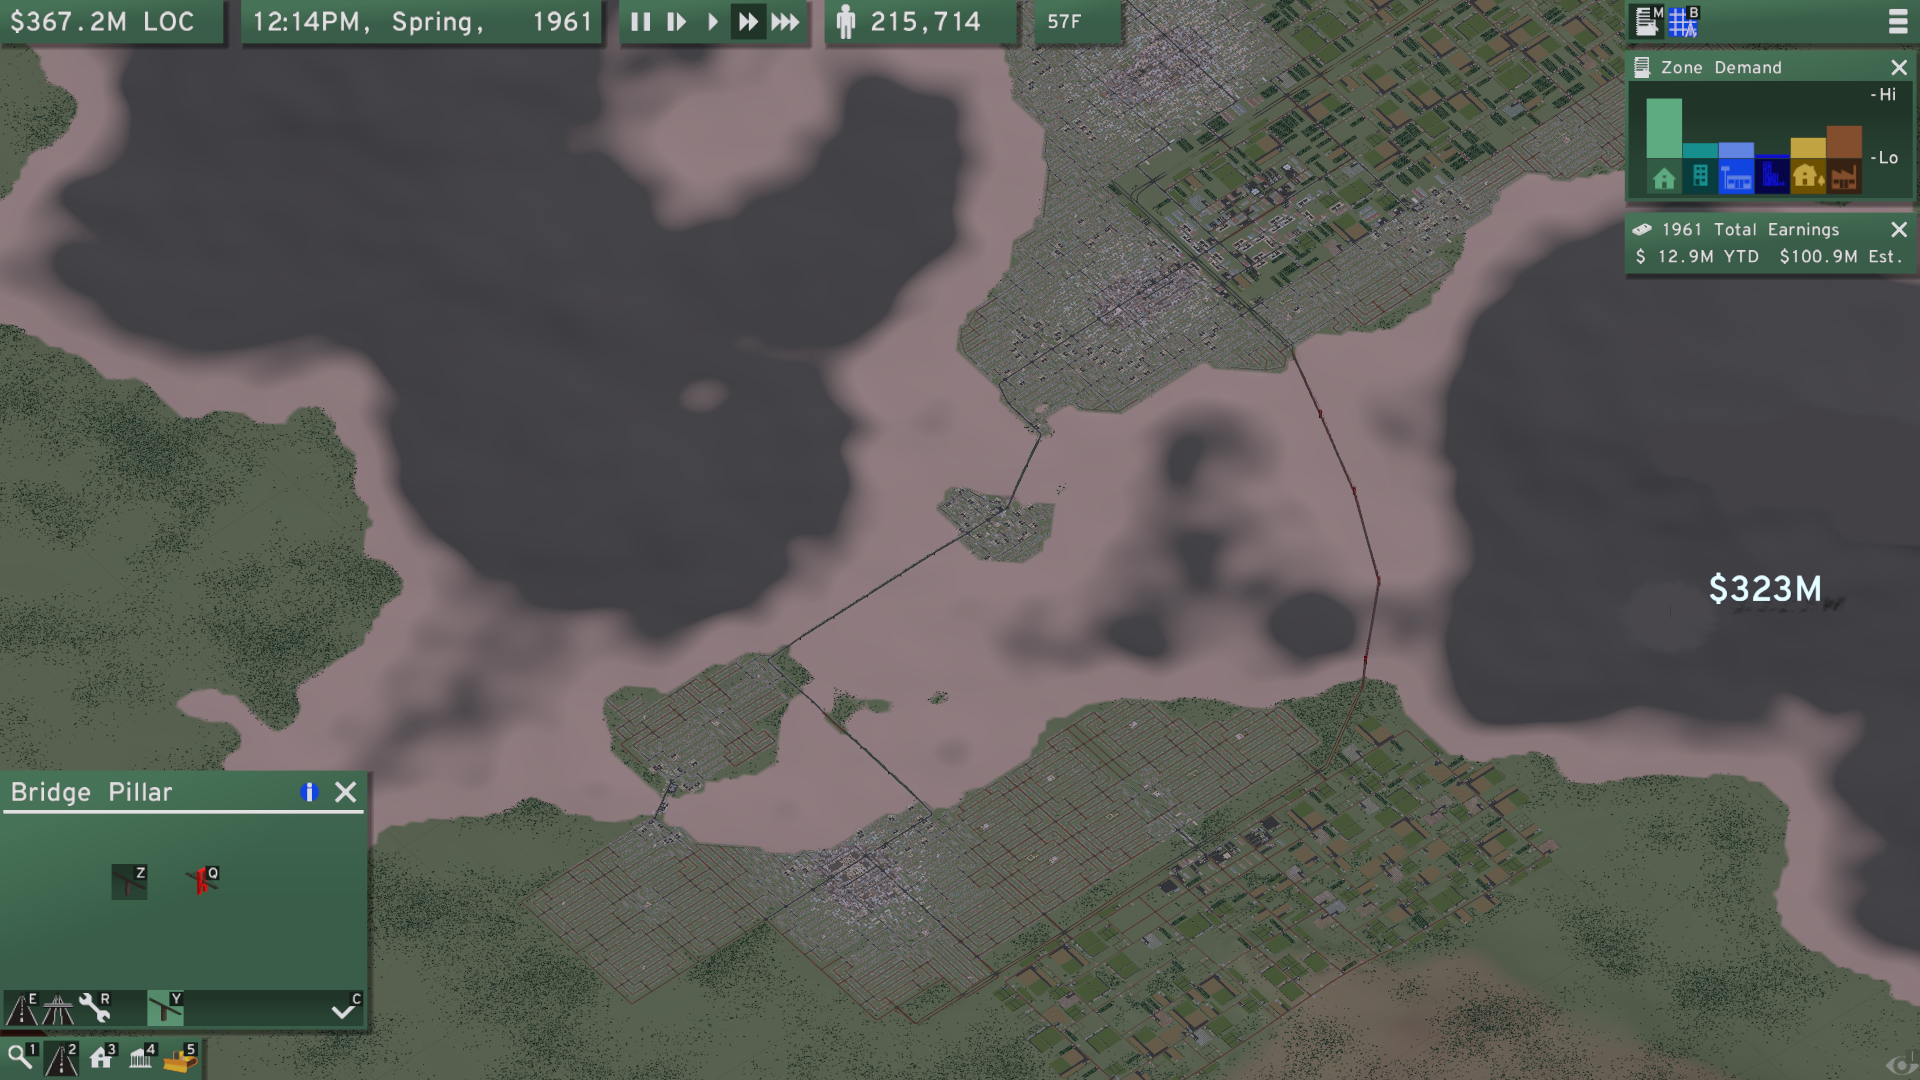 $367.2M LOC
12:14PM, Spring, 1961
215,714
57F
M
B
Zone Demand
-Hi
-Lo
1961 Total Earnings
$ 12.9M YTD $100.9M Est.
$323M
Bridge Pillar
i
Z
Q
E
R
Y
C
1
2
3
4
5